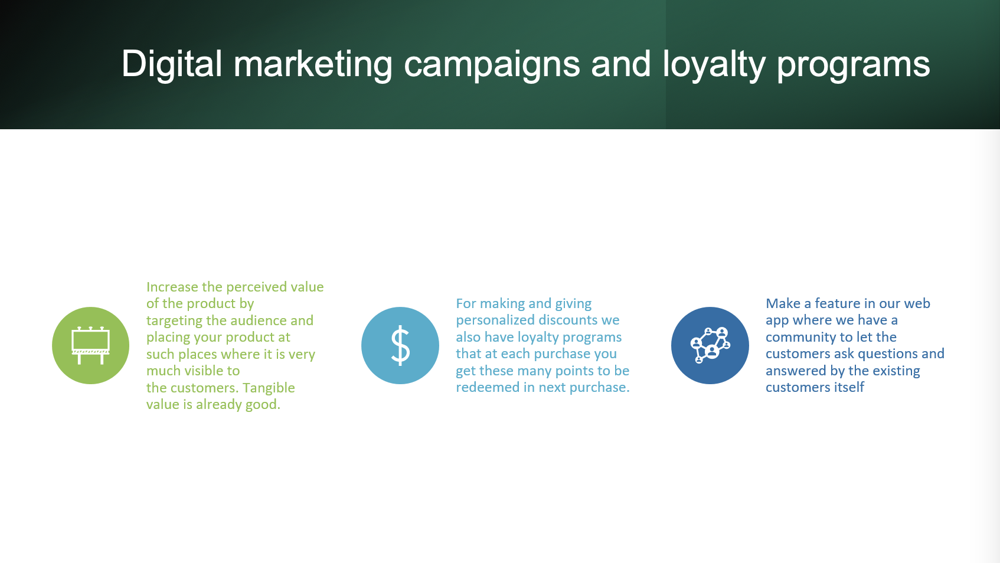 Digital marketing campaigns and loyalty programs
Increase the perceived value
of the product by
targeting the audience and
placing your product at
such places where it is very
much visible to
the customers. Tangible
value is already good.
For making and giving
personalized discounts we
also have loyalty programs
that at each purchase you
get these many points to be
redeemed in next purchase.
Make a feature in our web
app where we have a
community to let the
customers ask questions and
answered by the existing
customers itself